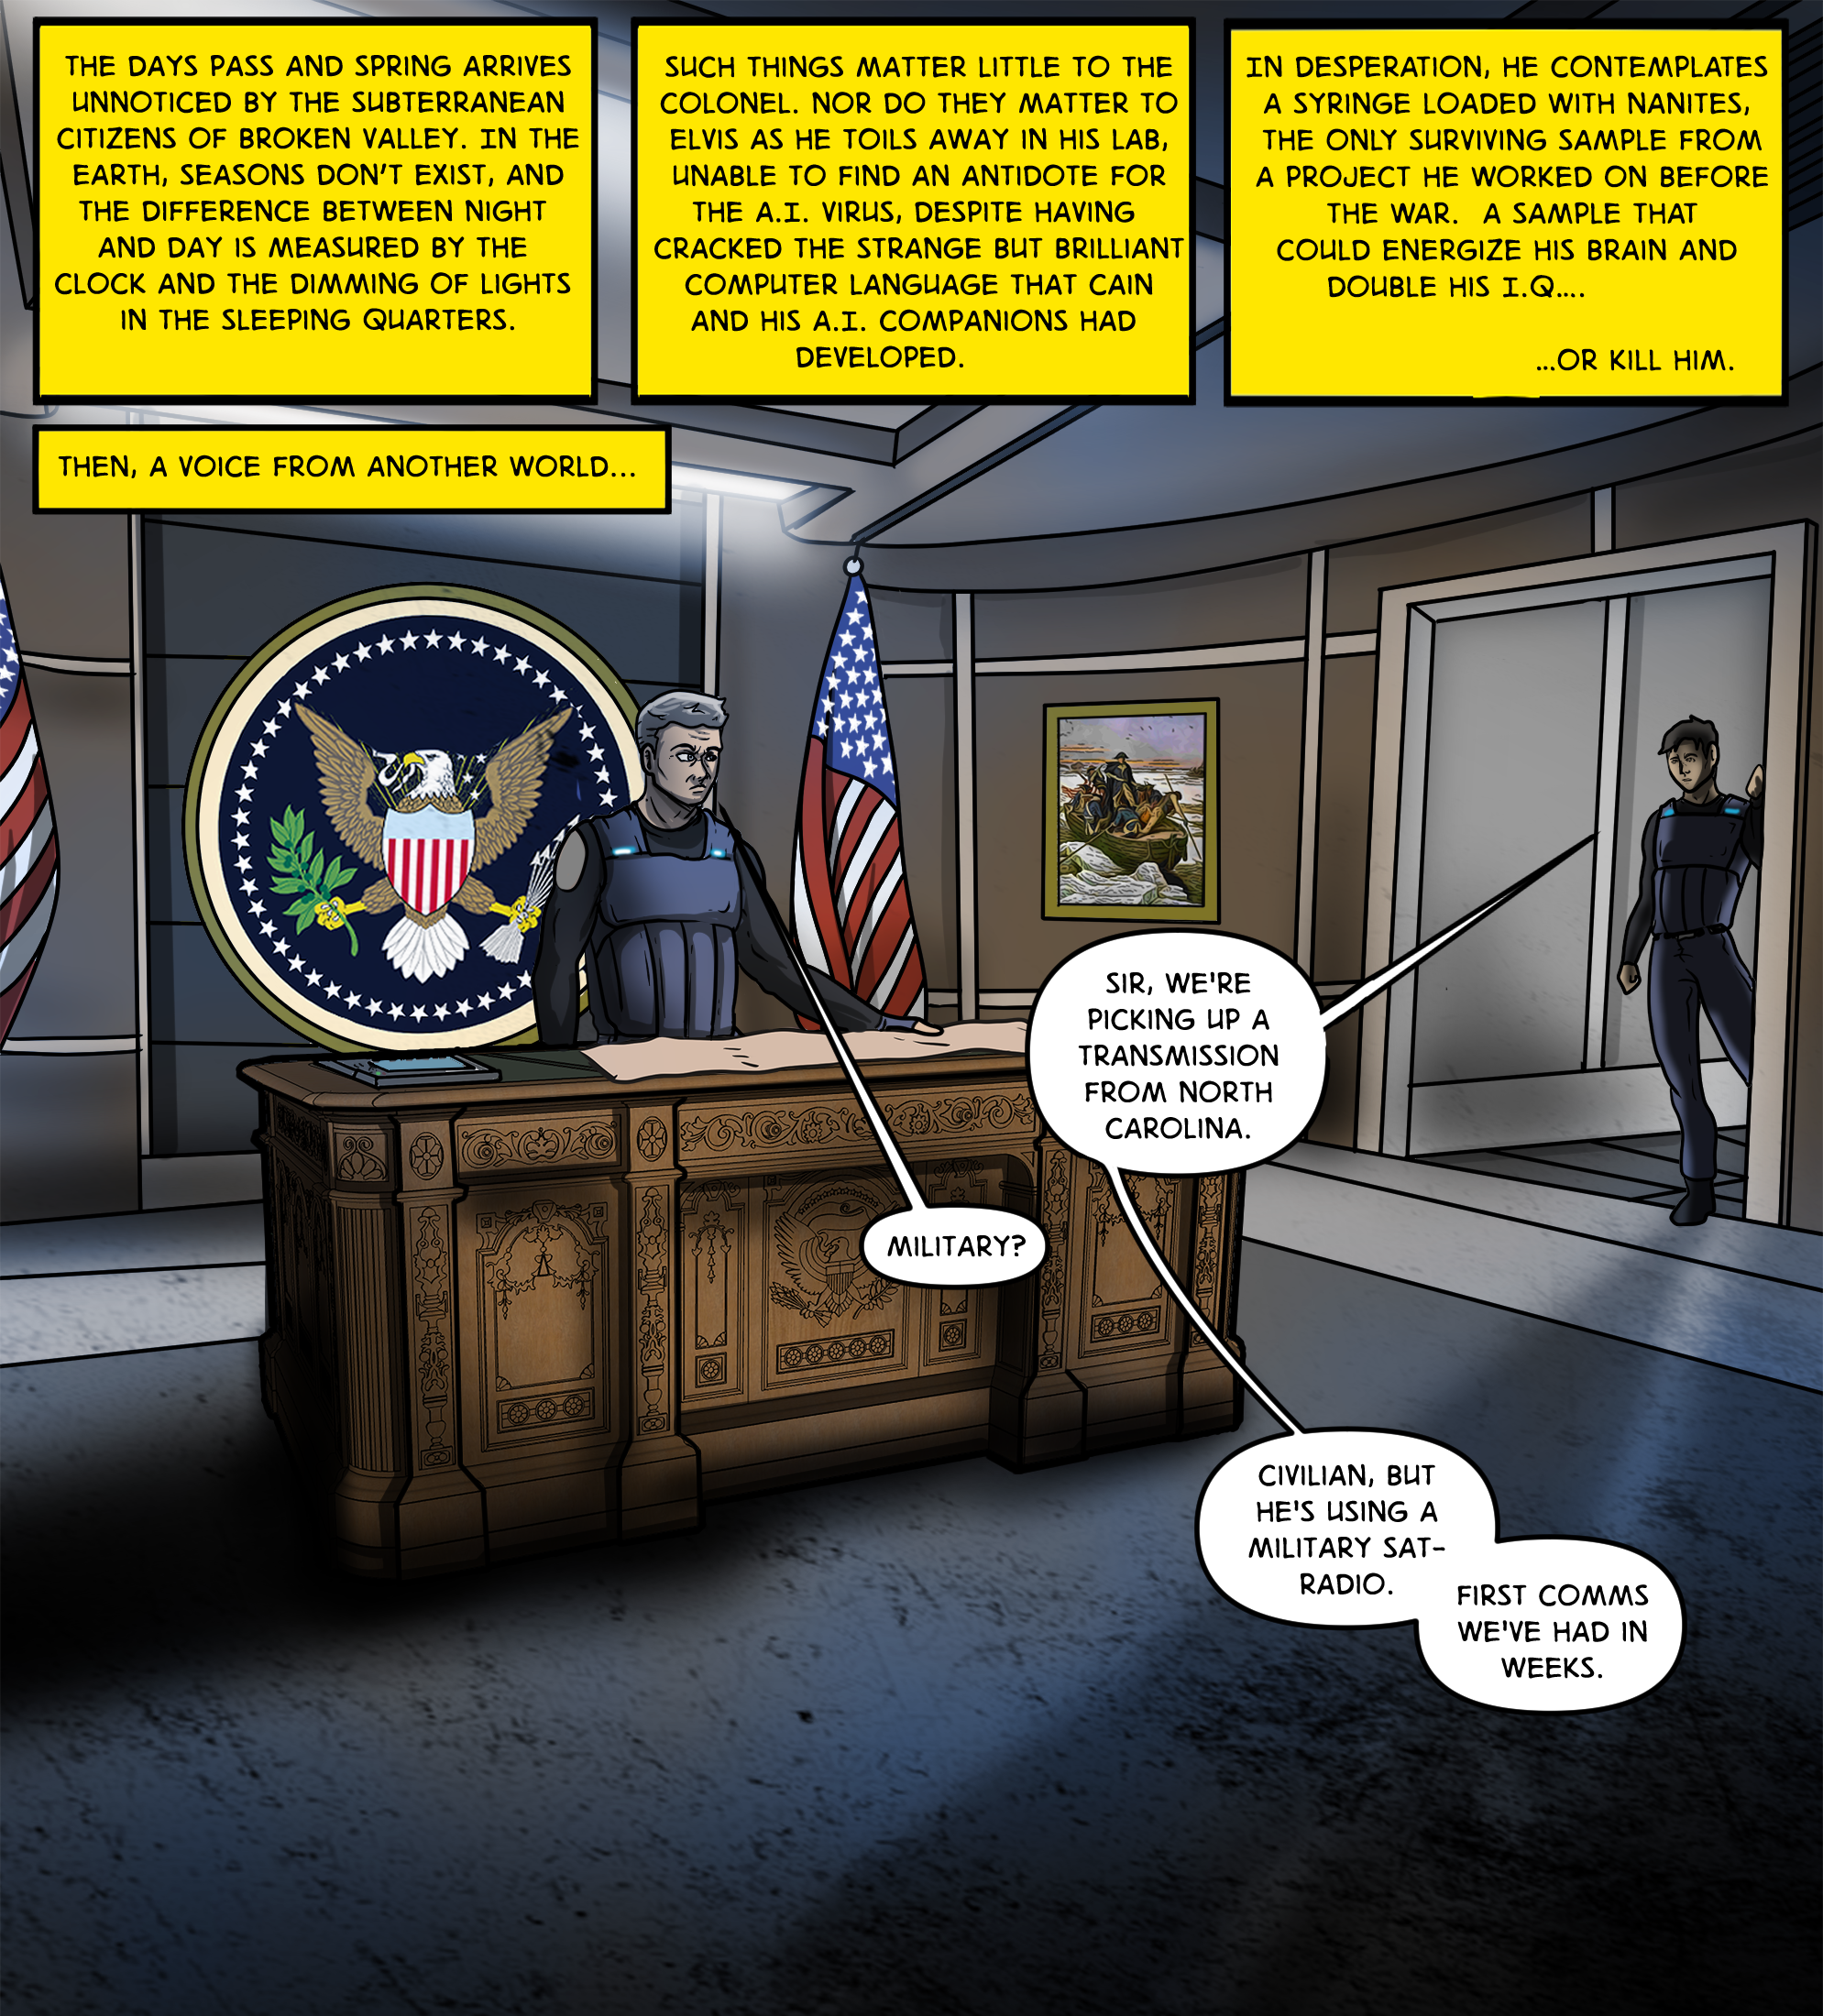 THE DAYS PASS AND SPRING ARRIVES
UNNOTICED BY THE SUBTERRANEAN
CITIZENS OF BROKEN VALLEY. IN THE
EARTH, SEASONS DON'T EXIST, AND
THE DIFFERENCE BETWEEN NIGHT
AND DAY IS MEASURED BY THE
CLOCK AND THE DIMMING OF LIGHTS
IN THE SLEEPING QUARTERS.
SUCH THINGS MATTER LITTLE TO THE
COLONEL. NOR DO THEY MATTER TO
ELVIS AS HE TOILS AWAY IN HIS LAB,
UNABLE TO FIND AN ANTIDOTE FOR
THE A.I. VIRUS, DESPITE HAVING
CRACKED THE STRANGE BUT BRILLIANT
COMPUTER LANGUAGE THAT CAIN
AND HIS A.I. COMPANIONS HAD
DEVELOPED.
IN DESPERATION, HE CONTEMPLATES
A SYRINGE LOADED WITH NANITES,
THE ONLY SURVIVING SAMPLE FROM
A PROJECT HE WORKED ON BEFORE
THE WAR. A SAMPLE THAT
COULD ENERGIZE HIS BRAIN AND
DOUBLE HIS I.Q....
...OR KILL HIM.
THEN, A VOICE FROM ANOTHER WORLD...
SIR, WE'RE
PICKING UP A
TRANSMISSION
FROM NORTH
CAROLINA.
MILITARY?
CIVILIAN, BUT
HE'S USING A
MILITARY SAT-
RADIO.
FIRST COMMS
WE'VE HAD IN
WEEKS.